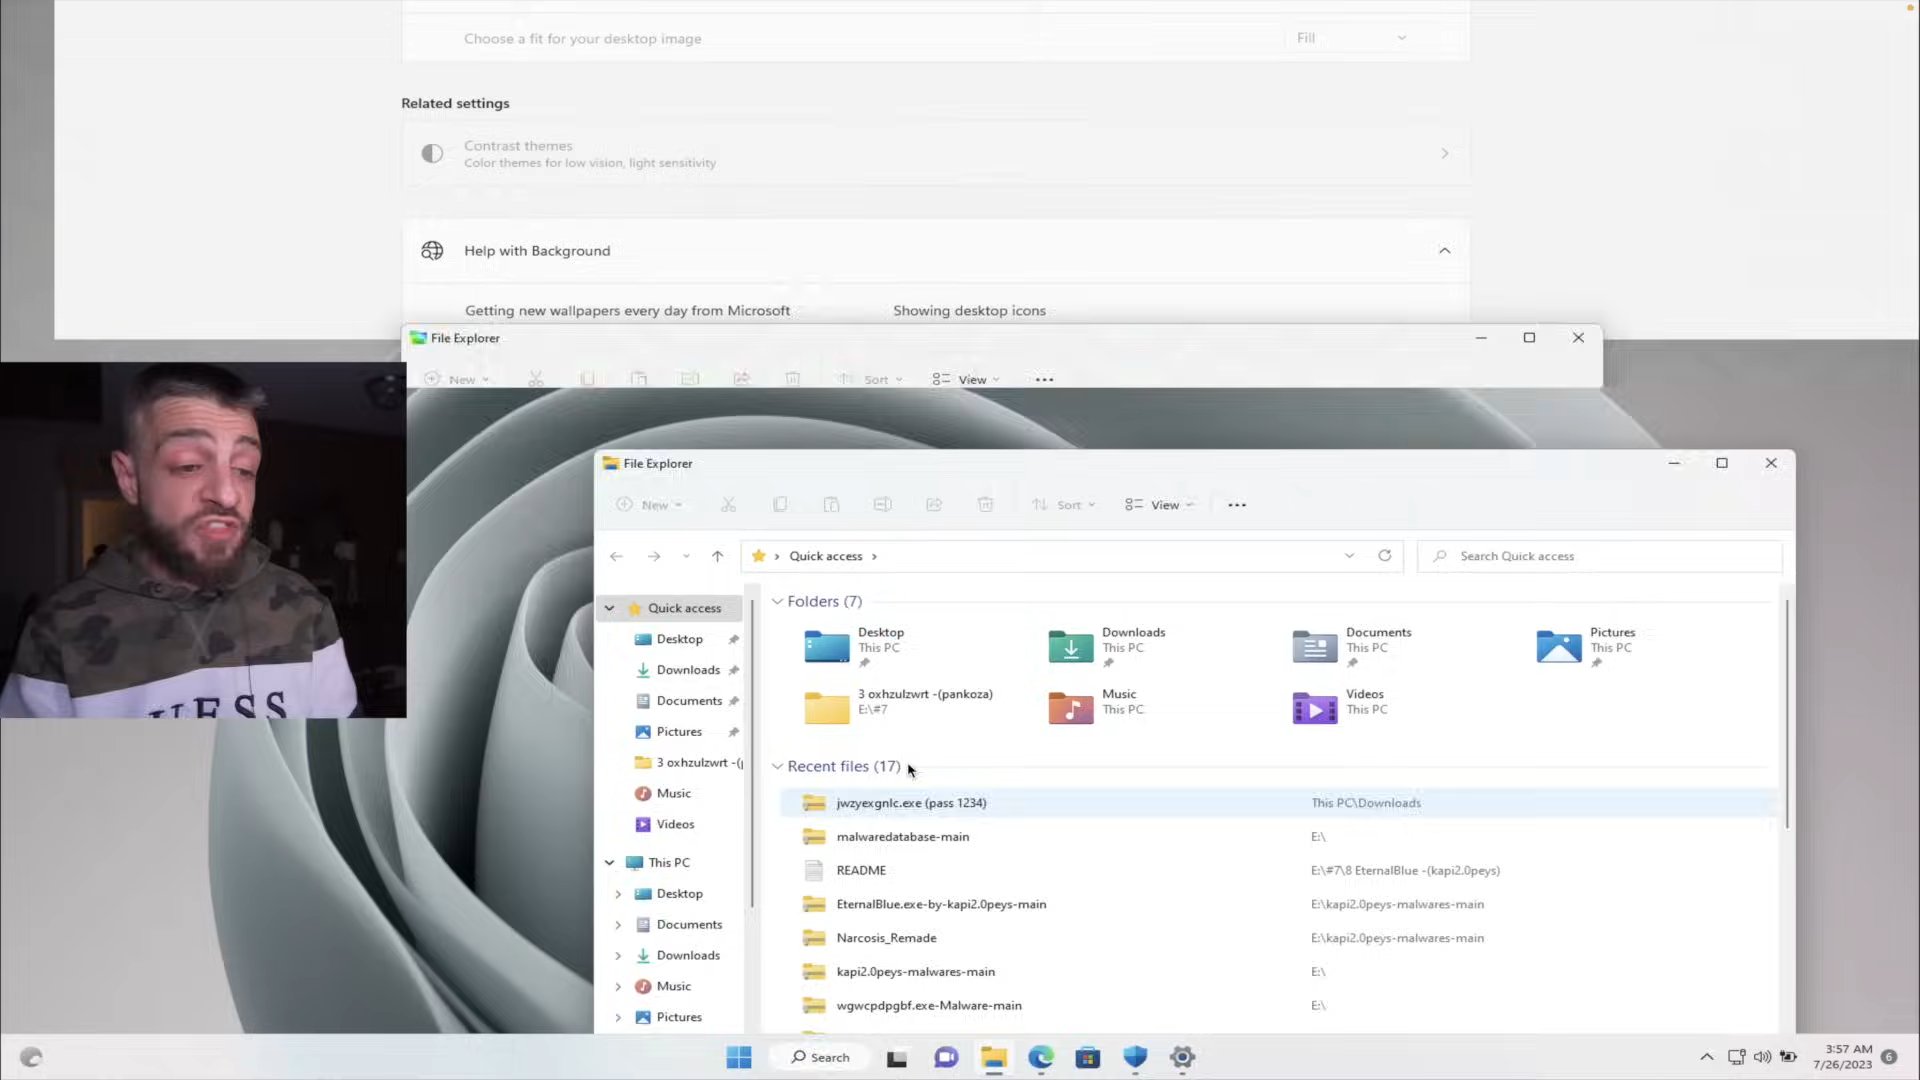 Choose a fit for your desktop image
Fill
Related settings
Contrast themes
Color themes for low vision, light sensitivity
Help with Background
Getting new wallpapers every day from Microsoft
Showing desktop icons
File Explorer
New
Sort
View
File Explorer
New
Sort
View
Quick access
Search Quick access
Quick access
Desktop
Downloads
Documents
Pictures
3 oxhzulzwrt -(
Music
Videos
This PC
Desktop
Documents
Downloads
Music
Pictures
Folders (7)
Desktop
This PC
Downloads
This PC
Documents
This PC
Pictures
This PC
3 oxhzulzwrt -(pankoza)
E:\#7
Music
This PC
Videos
This PC
Recent files (17)
jwzyexgnlc.exe (pass 1234)
This PC\Downloads
malwaredatabase-main
E:\
README
E:\#7\8 EternalBlue -(kapi2.0peys)
EternalBlue.exe-by-kapi2.0peys-main
E:\kapi2.0peys-malwares-main
Narcosis_Remade
E:\kapi2.0peys-malwares-main
kapi2.0peys-malwares-main
E:\
wgwcpdpgbf.exe-Malware-main
E:\
Search
3:57 AM
7/26/2023
6